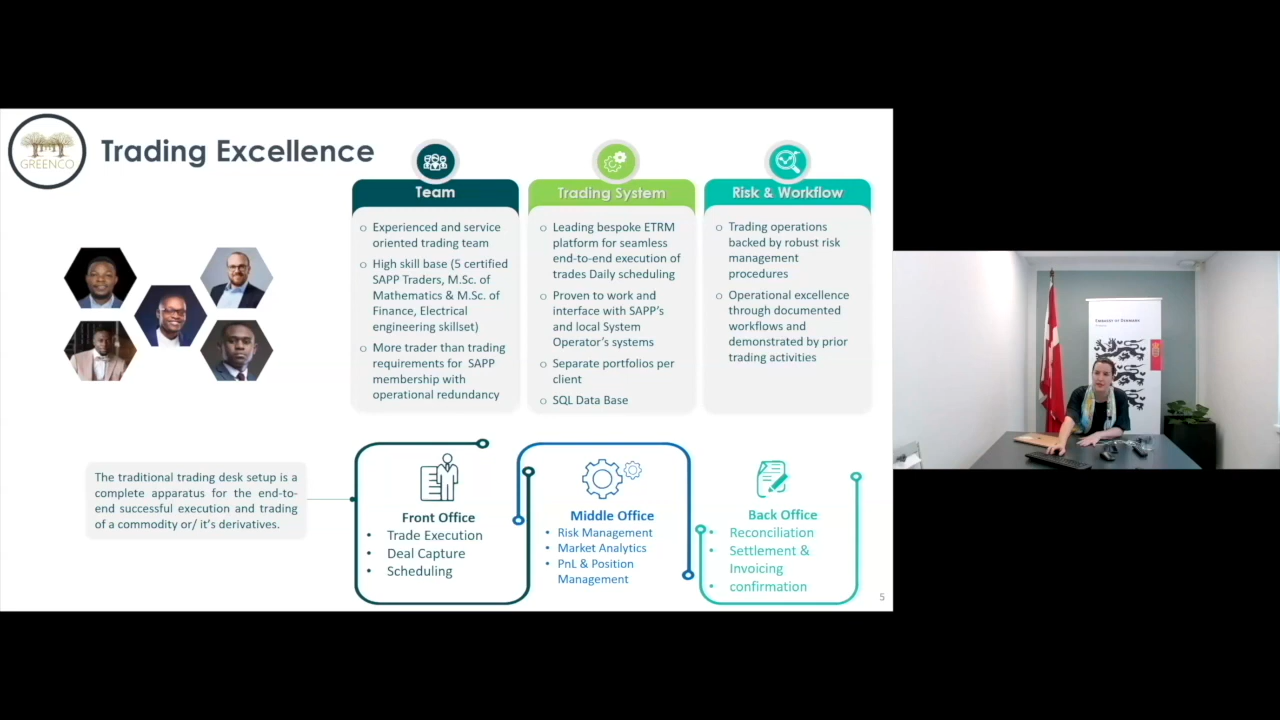 GREENCO
Trading Excellence
Team
Experienced and service
oriented trading team
High skill base (5 certified
SAPP Traders, M.Sc. of
Mathematics & M.Sc. of
Finance, Electrical
engineering skillset)
More trader than trading
requirements for SAPP
membership with
operational redundancy
Trading System
Leading bespoke ETRM
platform for seamless
end-to-end execution of
trades Daily scheduling
Proven to work and
interface with SAPP's
and local System
Operator's systems
Separate portfolios per
client
SQL Data Base
Risk & Workflow
Trading operations
backed by robust risk
management
procedures
Operational excellence
through documented
workflows and
demonstrated by prior
trading activities
The traditional trading desk setup is a
complete apparatus for the end-to-
end successful execution and trading
of a commodity or/ it's derivatives.
Front Office
• Trade Execution
• Deal Capture
• Scheduling
Middle Office
• Risk Management
• Market Analytics
• PnL & Position
Management
Back Office
• Reconciliation
• Settlement &
Invoicing
• confirmation
5
EMBASSY OF DENMARK